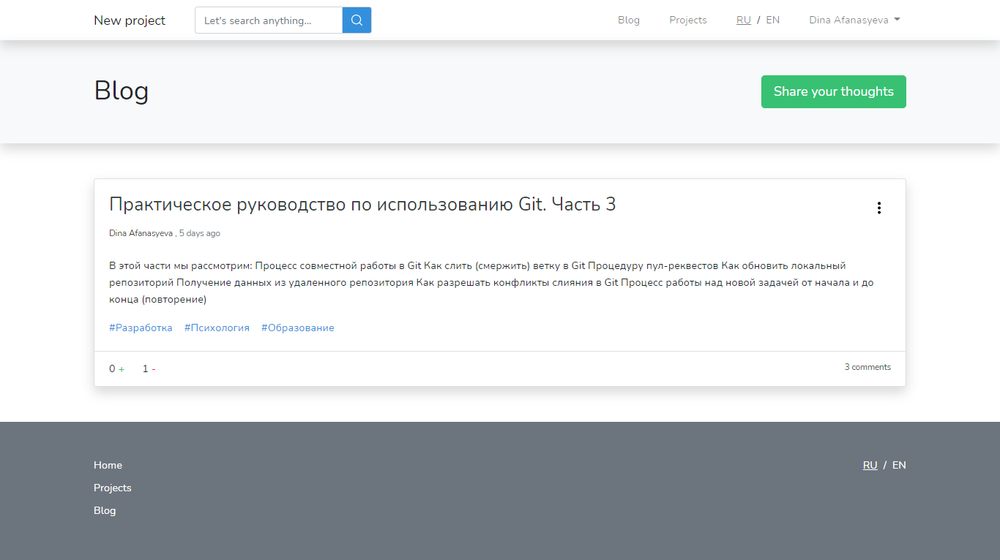 New project
Let's search anything...
Blog
Projects
RU / EN
Dina Afanasyeva
Blog
Share your thoughts
Практическое руководство по использованию Git. Часть 3
Dina Afanasyeva , 5 days ago
В этой части мы рассмотрим: Процесс совместной работы в Git Как слить (смержить) ветку в Git Процедуру пул-реквестов Как обновить локальный
репозиторий Получение данных из удаленного репозитория Как разрешать конфликты слияния в Git Процесс работы над новой задачей от начала и до
конца (повторение)
#Разработка #Психология #Образование
0 + 1 -
3 comments
Home
RU / EN
Projects
Blog